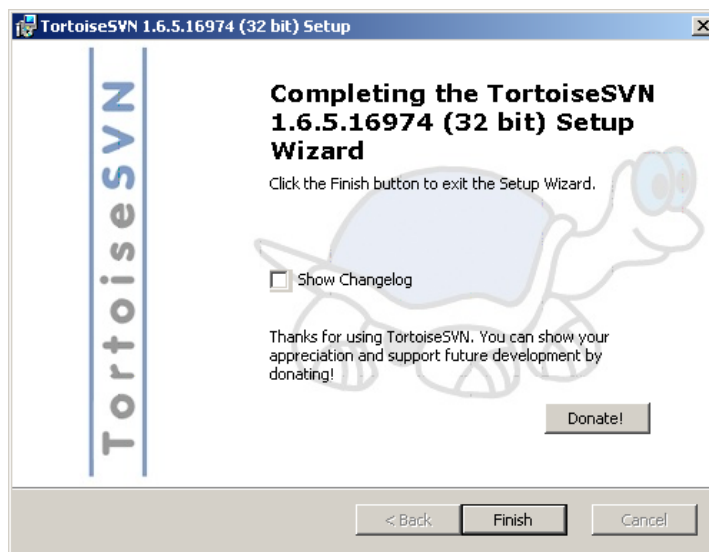 TortoiseSVN 1.6.5.16974 (32 bit) Setup
TortoiseSVN
Completing the TortoiseSVN
1.6.5.16974 (32 bit) Setup
Wizard
Click the Finish button to exit the Setup Wizard.
Show Changelog
Thanks for using TortoiseSVN. You can show your
appreciation and support future development by
donating!
Donate!
< Back
Finish
Cancel